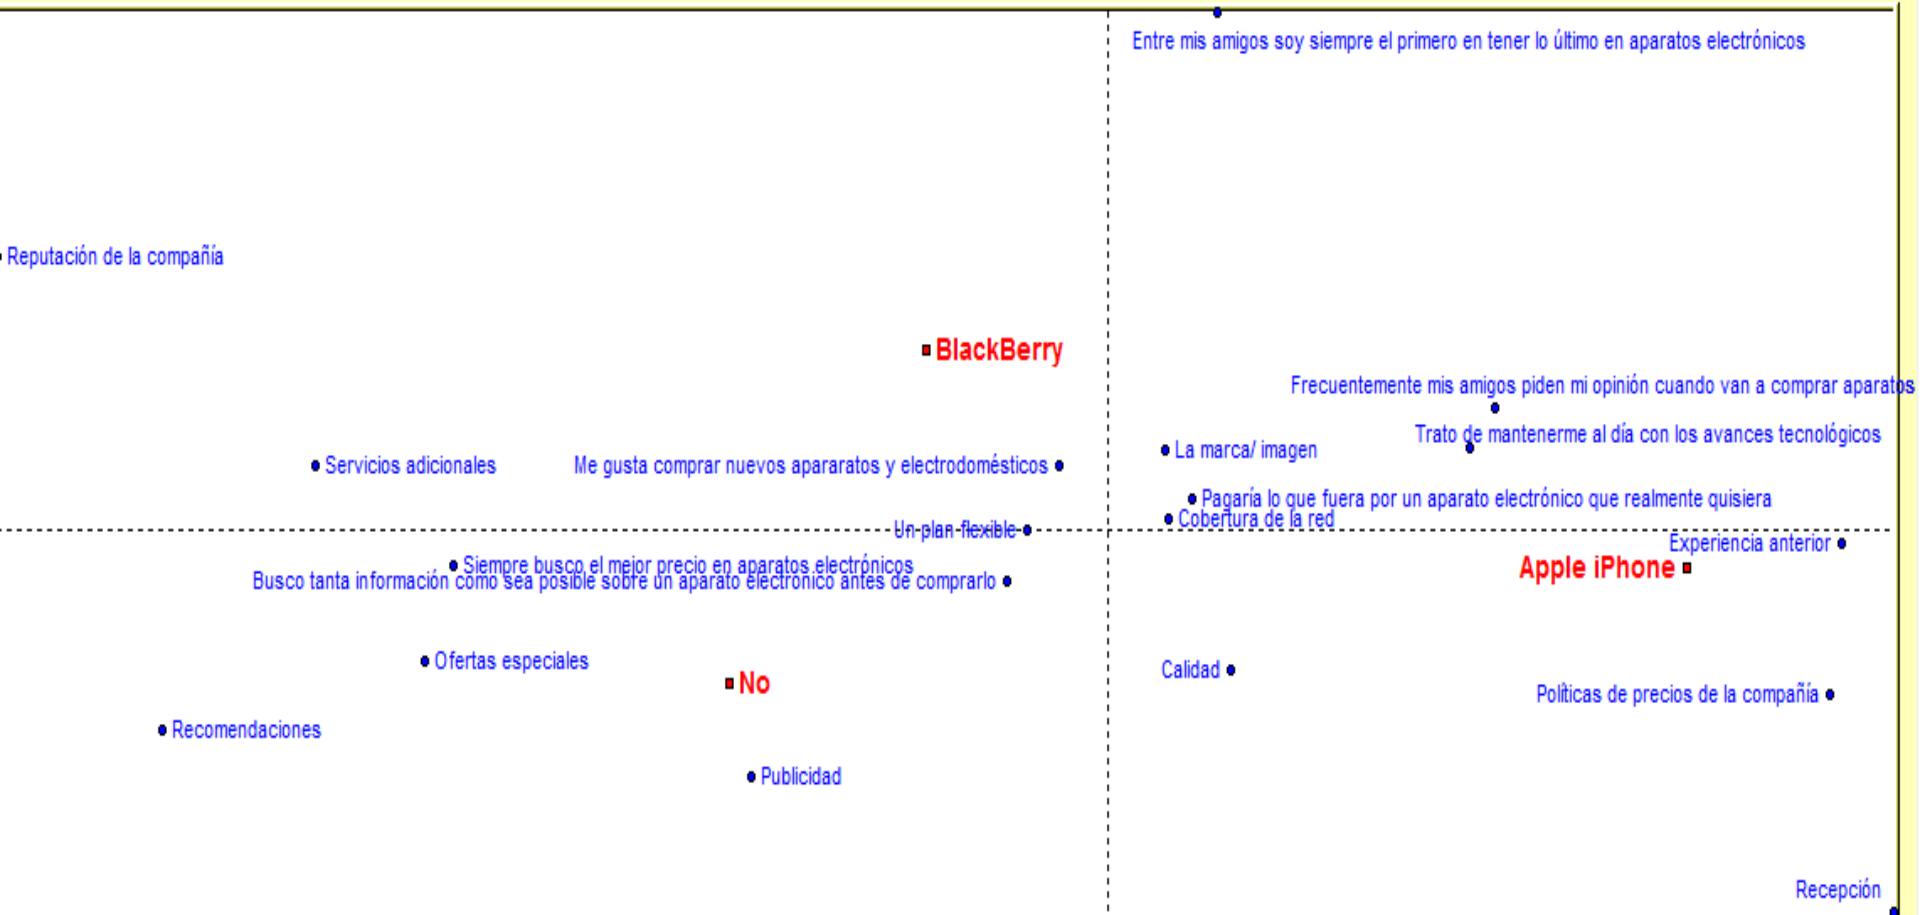 Entre mis amigos soy siempre el primero en tener lo último en aparatos electrónicos
Reputación de la compañía
BlackBerry
Frecuentemente mis amigos piden mi opinión cuando van a comprar aparatos
Trato de mantenerme al día con los avances tecnológicos
La marca/ imagen
Servicios adicionales
Me gusta comprar nuevos apararatos y electrodomésticos
Pagaría lo que fuera por un aparato electrónico que realmente quisiera
Cobertura de la red
Un plan flexible
Experiencia anterior
Siempre busco el mejor precio en aparatos electrónicos
Apple iPhone
Busco tanta información como sea posible sobre un aparato electrónico antes de comprarlo
Ofertas especiales
Calidad
No
Políticas de precios de la compañía
Recomendaciones
Publicidad
Recepción